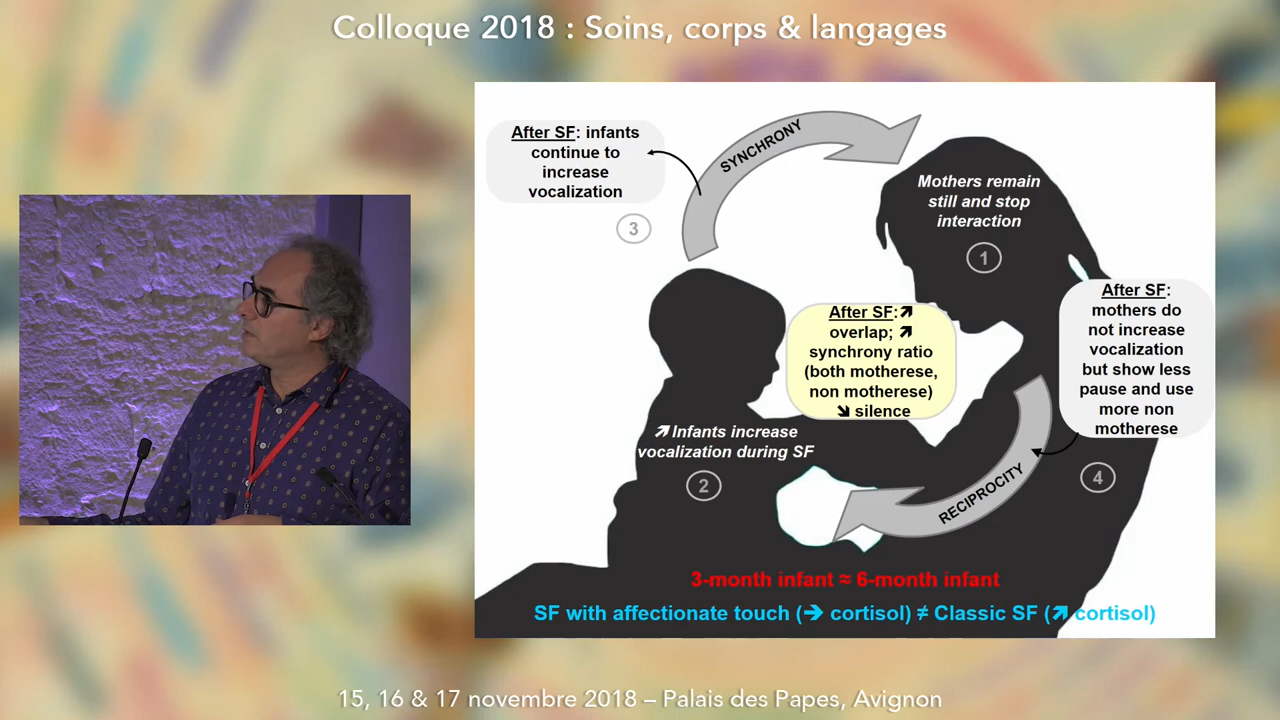 Colloque 2018 : Soins, corps & langages
After SF: infants
continue to
increase
vocalization
3
SYNCHRONY
Mothers remain
still and stop
interaction
1
After SF:↗
overlap; ↗
synchrony ratio
(both motherese,
non motherese)
↘ silence
After SF:
mothers do
not increase
vocalization
but show less
pause and use
more non
motherese
↗Infants increase
vocalization during SF
2
RECIPROCITY
4
3-month infant ≈ 6-month infant
SF with affectionate touch (➔ cortisol) ≠ Classic SF (↗ cortisol)
15, 16 & 17 novembre 2018 – Palais des Papes, Avignon